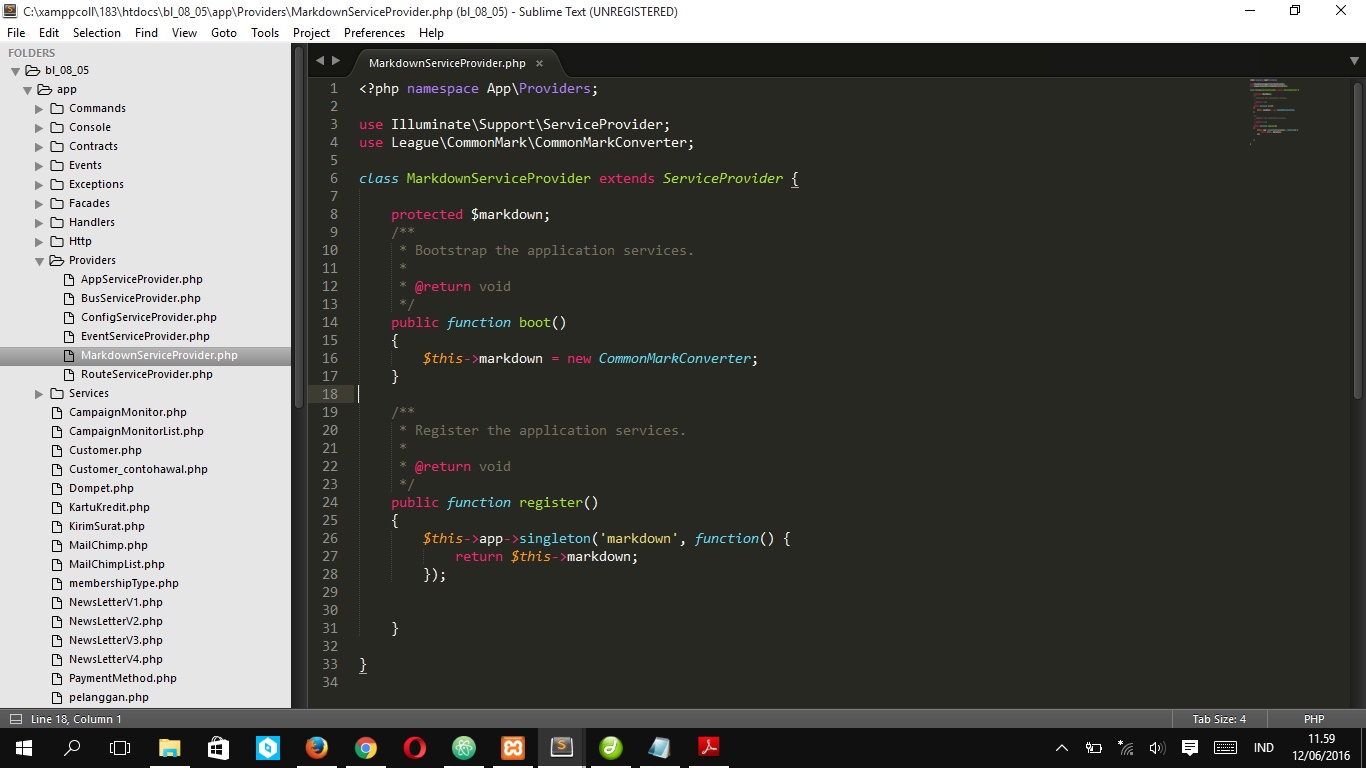 C:\xamppcoll\183\htdocs\bl_08_05\app\Providers\MarkdownServiceProvider.php (bl_08_05) - Sublime Text (UNREGISTERED)
File Edit Selection Find View Goto Tools Project Preferences Help
FOLDERS
bl_08_05
app
Commands
Console
Contracts
Events
Exceptions
Facades
Handlers
Http
Providers
AppServiceProvider.php
BusServiceProvider.php
ConfigServiceProvider.php
EventServiceProvider.php
MarkdownServiceProvider.php
RouteServiceProvider.php
Services
CampaignMonitor.php
CampaignMonitorList.php
Customer.php
Customer_contohawal.php
Dompet.php
KartuKredit.php
KirimSurat.php
MailChimp.php
MailChimpList.php
membershipType.php
NewsLetterV1.php
NewsLetterV2.php
NewsLetterV3.php
NewsLetterV4.php
PaymentMethod.php
pelanggan.php
MarkdownServiceProvider.php ×
1 <?php namespace App\Providers;
2
3 use Illuminate\Support\ServiceProvider;
4 use League\CommonMark\CommonMarkConverter;
5
6 class MarkdownServiceProvider extends ServiceProvider {
7
8     protected $markdown;
9     /**
10      * Bootstrap the application services.
11      *
12      * @return void
13      */
14     public function boot()
15     {
16         $this->markdown = new CommonMarkConverter;
17     }
18
19     /**
20      * Register the application services.
21      *
22      * @return void
23      */
24     public function register()
25     {
26         $this->app->singleton('markdown', function() {
27             return $this->markdown;
28         });
29
30
31     }
32
33 }
34
Line 18, Column 1 Tab Size: 4 PHP
IND
11.59
12/06/2016